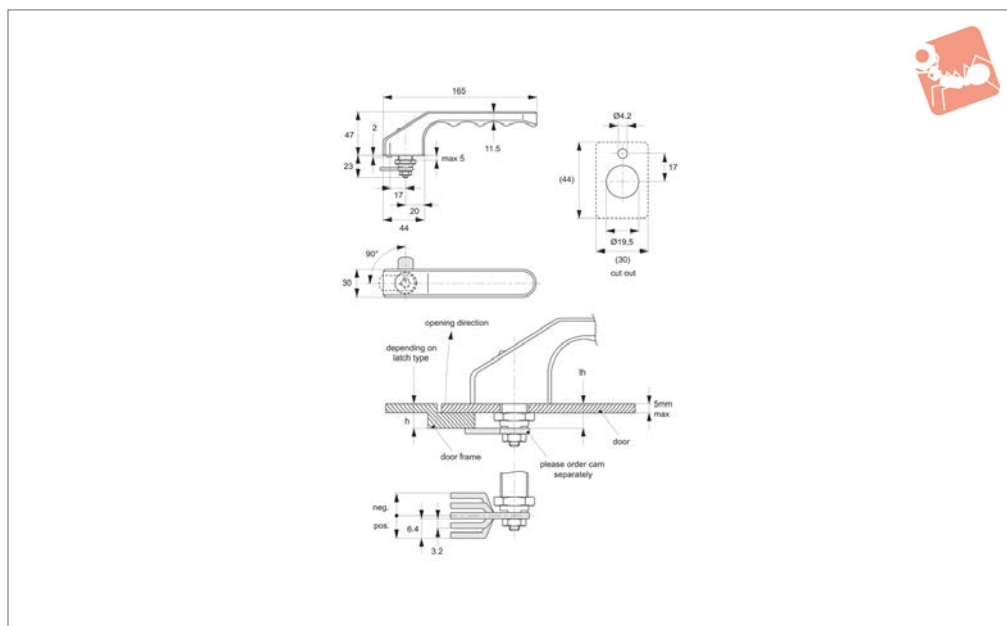 165
47
2
23
max 5
11.5
17
20
44
Ø4.2
(44)
17
Ø19,5
(30)
cut out
90°
30
opening direction
depending on
latch type
lh
5mm
max
h
door frame
door
please order cam
separately
neg.
pos.
6.4
3.2